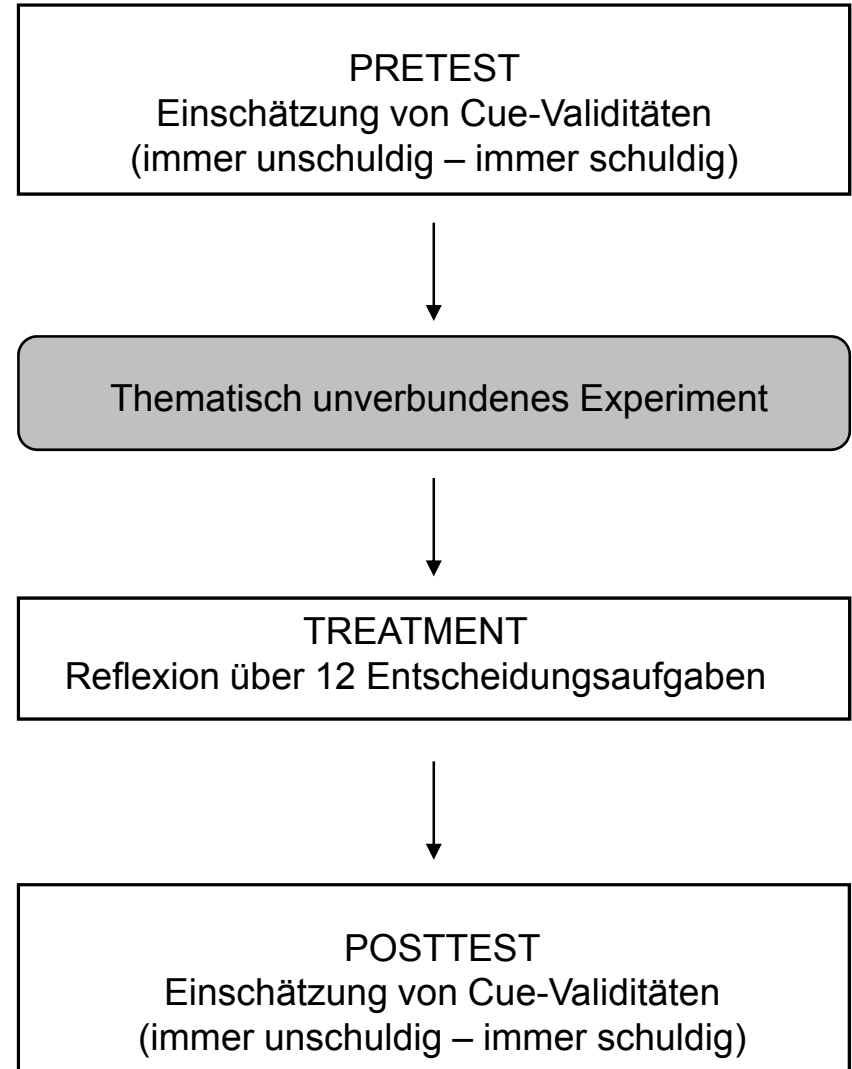 PRETEST
Einschätzung von Cue-Validitäten
(immer unschuldig – immer schuldig)
Thematisch unverbundenes Experiment
TREATMENT
Reflexion über 12 Entscheidungsaufgaben
POSTTEST
Einschätzung von Cue-Validitäten
(immer unschuldig – immer schuldig)